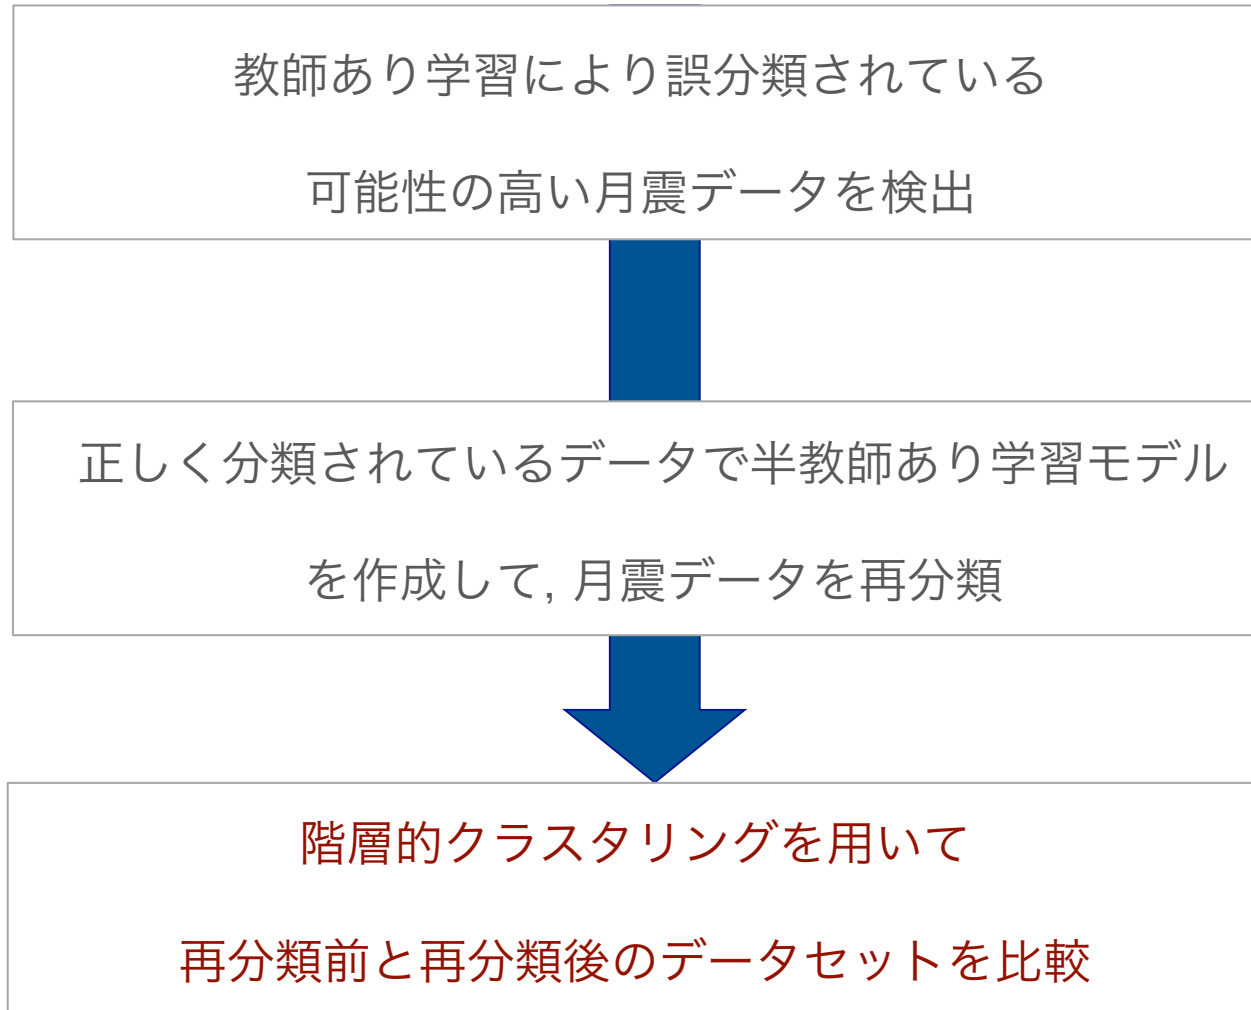 教師あり学習により誤分類されている
可能性の高い月震データを検出
正しく分類されているデータで半教師あり学習モデル
を作成して, 月震データを再分類
階層的クラスタリングを用いて
再分類前と再分類後のデータセットを比較